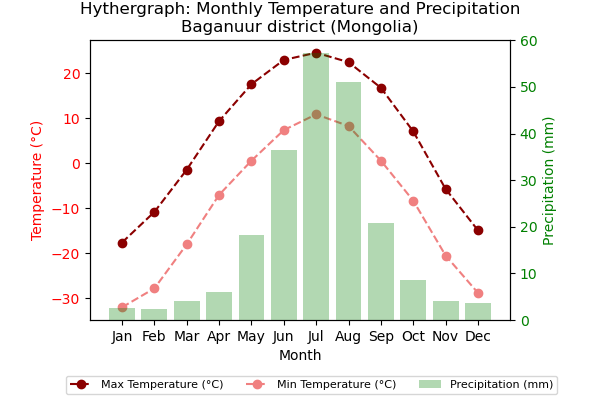 Hythergraph: Monthly Temperature and Precipitation
Baganuur district (Mongolia)
Temperature (°C)
20
10
0
−10
−20
−30
60
50
40
30
20
10
0
Precipitation (mm)
Jan Feb Mar Apr May Jun Jul Aug Sep Oct Nov Dec
Month
Max Temperature (°C) Min Temperature (°C) Precipitation (mm)